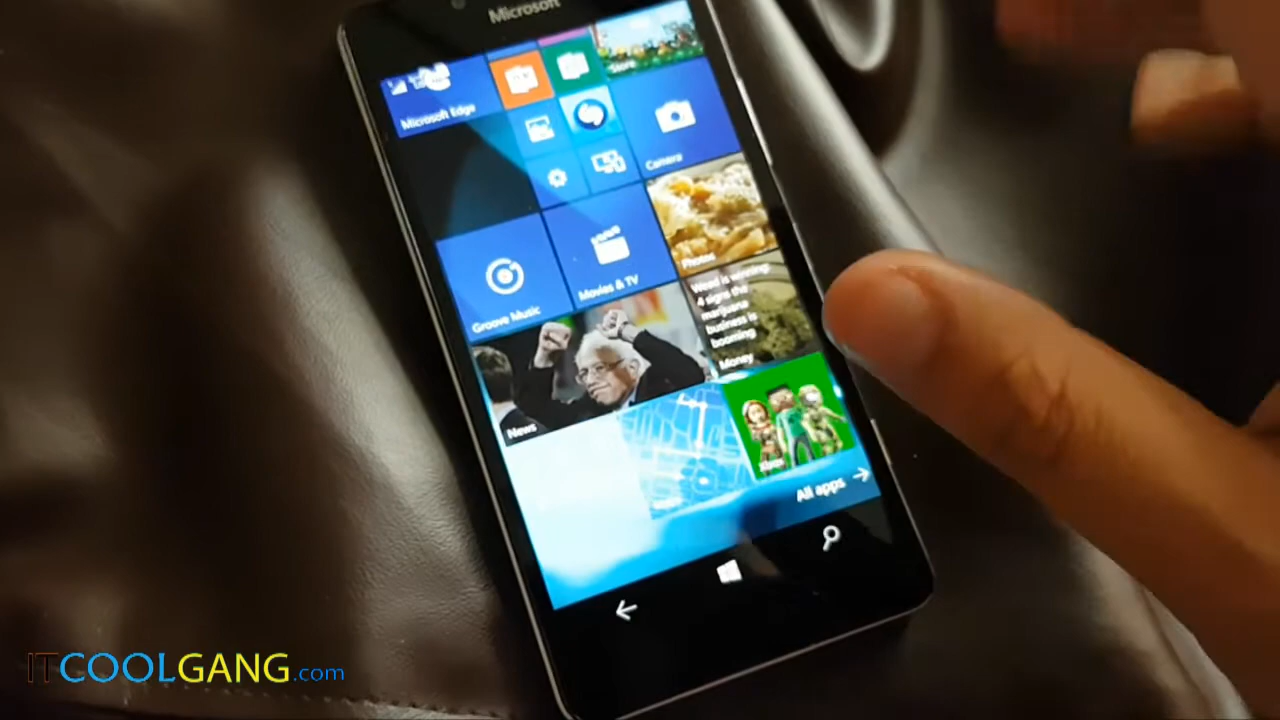 Microsoft
Store
Microsoft Edge
Camera
Photos
Groove Music
Movies & TV
Weed is winning:
4 signs the
marijuana
business is
booming
Money
News
Xbox
All apps →
ITCOOLGANG.com